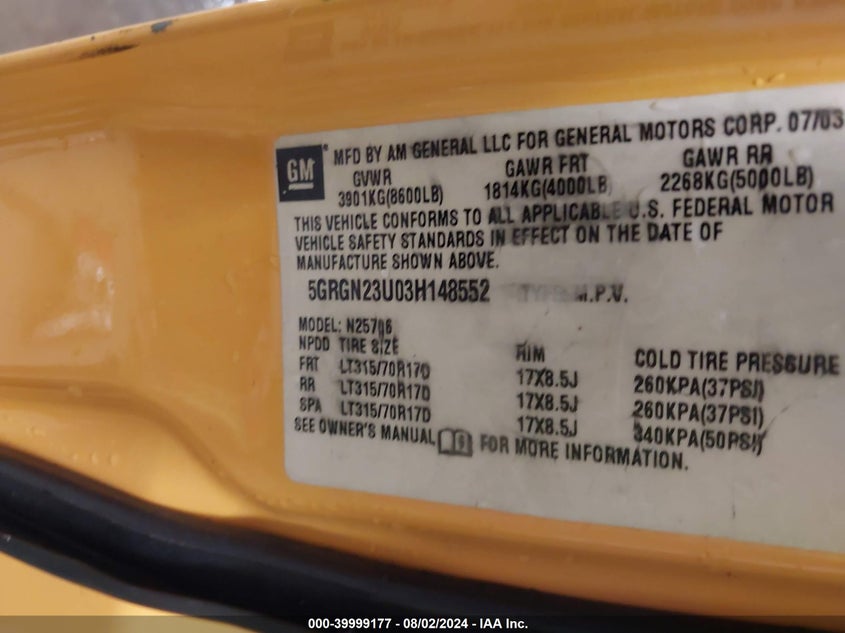 GM
MFD BY AM GENERAL LLC FOR GENERAL MOTORS CORP. 07/03
GVWR GAWR FRT GAWR RR
3901KG(8600LB) 1814KG(4000LB) 2268KG(5000LB)
THIS VEHICLE CONFORMS TO ALL APPLICABLE U.S. FEDERAL MOTOR
VEHICLE SAFETY STANDARDS IN EFFECT ON THE DATE OF
MANUFACTURE SHOWN ABOVE.
5GRGN23U03H148552 TYPE: M.P.V.
MODEL: N25706
NPDD TIRE SIZE RIM COLD TIRE PRESSURE
FRT LT315/70R17D 17X8.5J 260KPA(37PSI)
RR LT315/70R17D 17X8.5J 260KPA(37PSI)
SPA LT315/70R17D 17X8.5J 340KPA(50PSI)
SEE OWNER'S MANUAL FOR MORE INFORMATION.
000-39999177 - 08/02/2024 - IAA Inc.